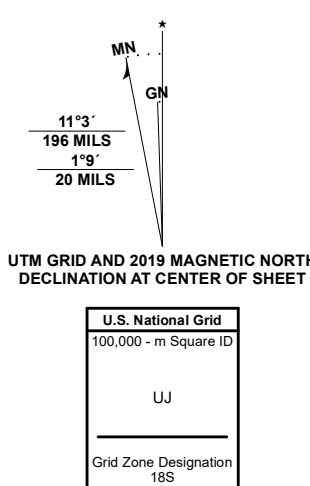 ★
MN
GN
11°3´
196 MILS
1°9´
20 MILS
UTM GRID AND 2019 MAGNETIC NORTH
DECLINATION AT CENTER OF SHEET
U.S. National Grid
100,000 - m Square ID
UJ
Grid Zone Designation
18S